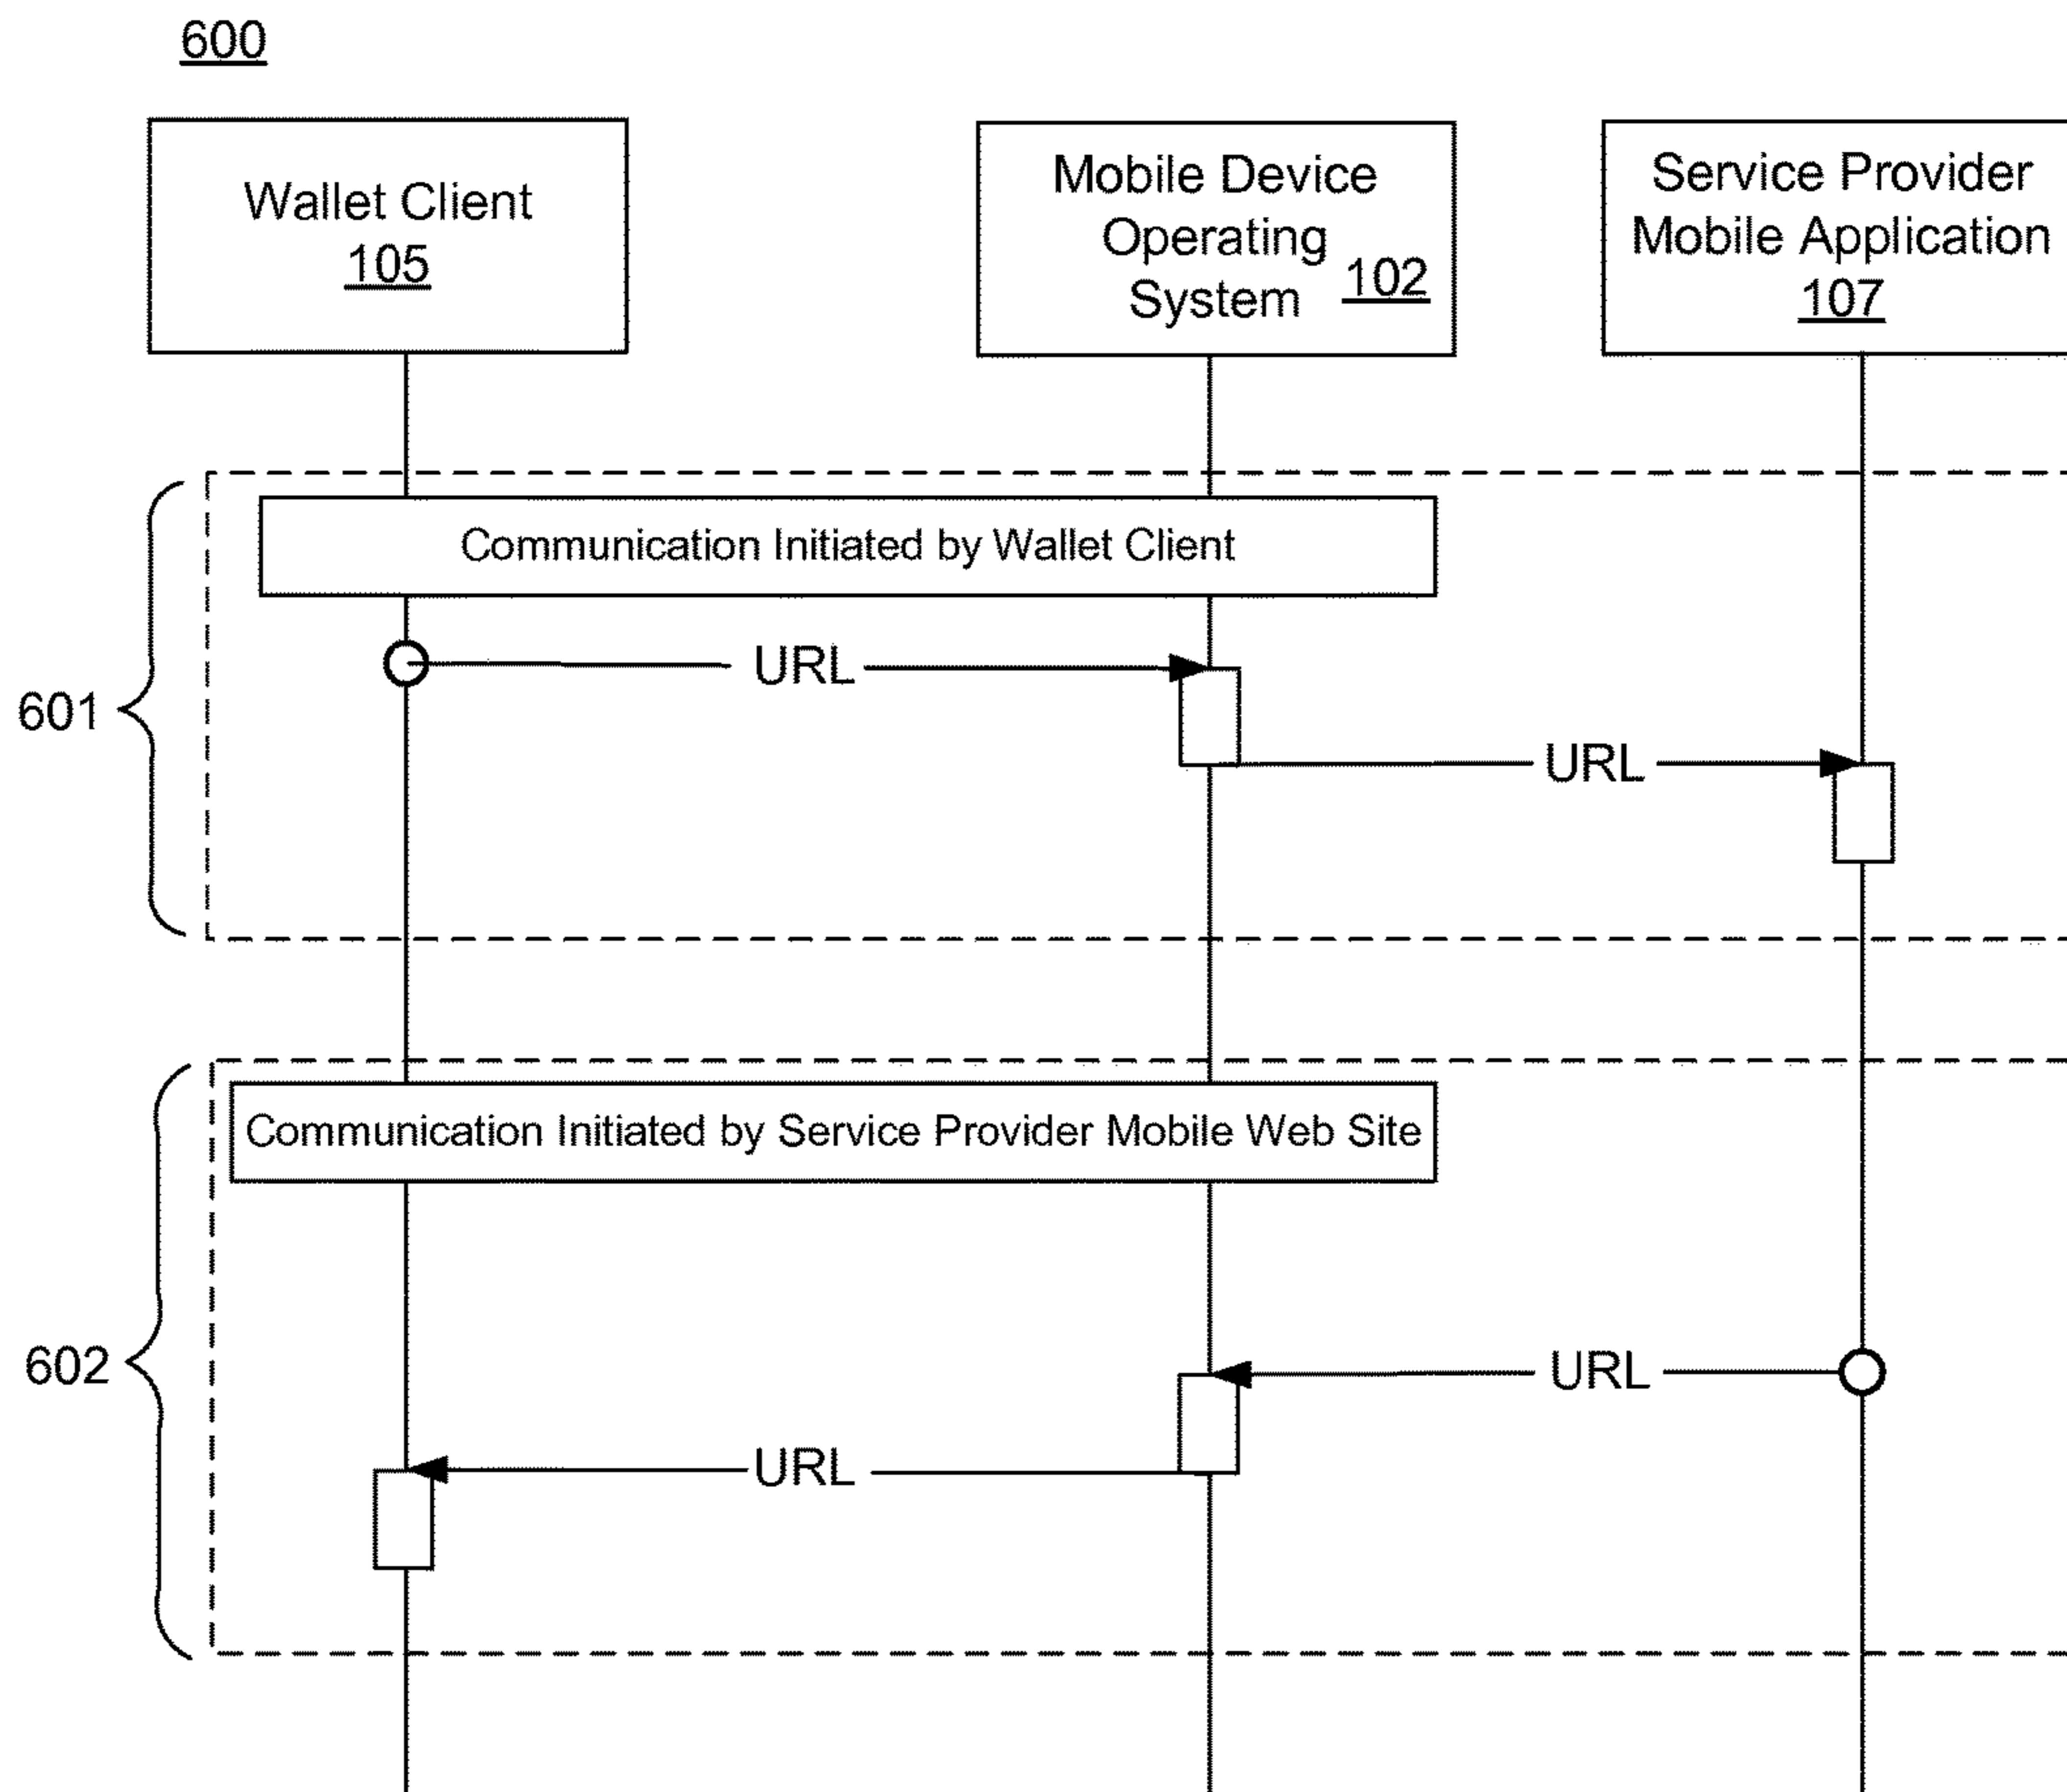 600
Wallet Client
105
Mobile Device
Operating
System 102
Service Provider
Mobile Application
107
Communication Initiated by Wallet Client
URL
601
URL
Communication Initiated by Service Provider Mobile Web Site
602
URL
URL